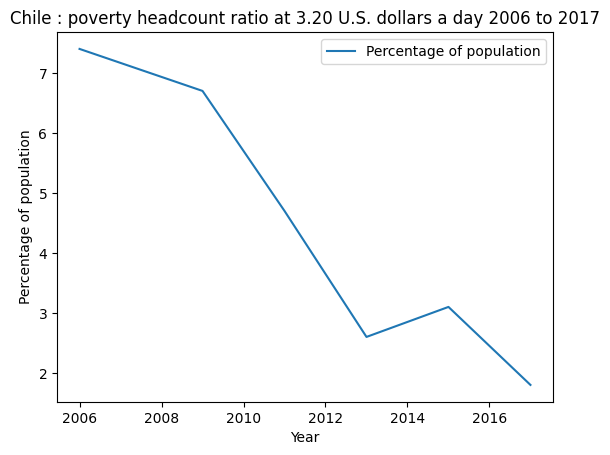 Chile : poverty headcount ratio at 3.20 U.S. dollars a day 2006 to 2017
Percentage of population
Percentage of population
7
6
5
4
3
2
2006 2008 2010 2012 2014 2016
Year